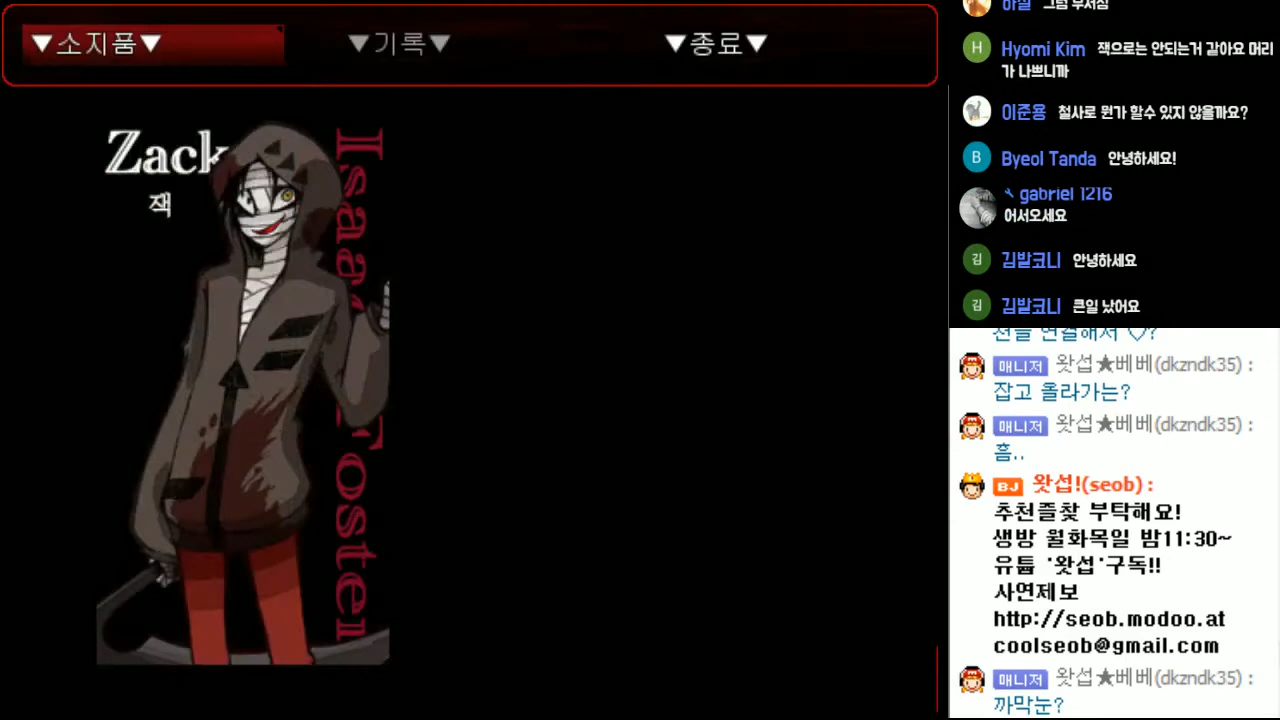 ▼소지품▼
▼기록▼
▼종료▼
Zack
잭
Isaac Foster
하실 그럼 무서심
Hyomi Kim 잭으로는 안되는거 같아요 머리
가 나쁘니까
이준용 철사로 뭔가 할수 있지 않을까요?
Byeol Tanda 안녕하세요!
gabriel 1216
어서오세요
김발코니 안녕하세요
김발코니 큰일 났어요
선을 연결해서 ♡?
매니저 왓섭★베베(dkzndk35) :
잡고 올라가는?
매니저 왓섭★베베(dkzndk35) :
흠..
BJ 왓섭!(seob) :
추천즐찾 부탁해요!
생방 월화목일 밤11:30~
유튭 '왓섭'구독!!
사연제보
http://seob.modoo.at
coolseob@gmail.com
매니저 왓섭★베베(dkzndk35) :
까막눈?